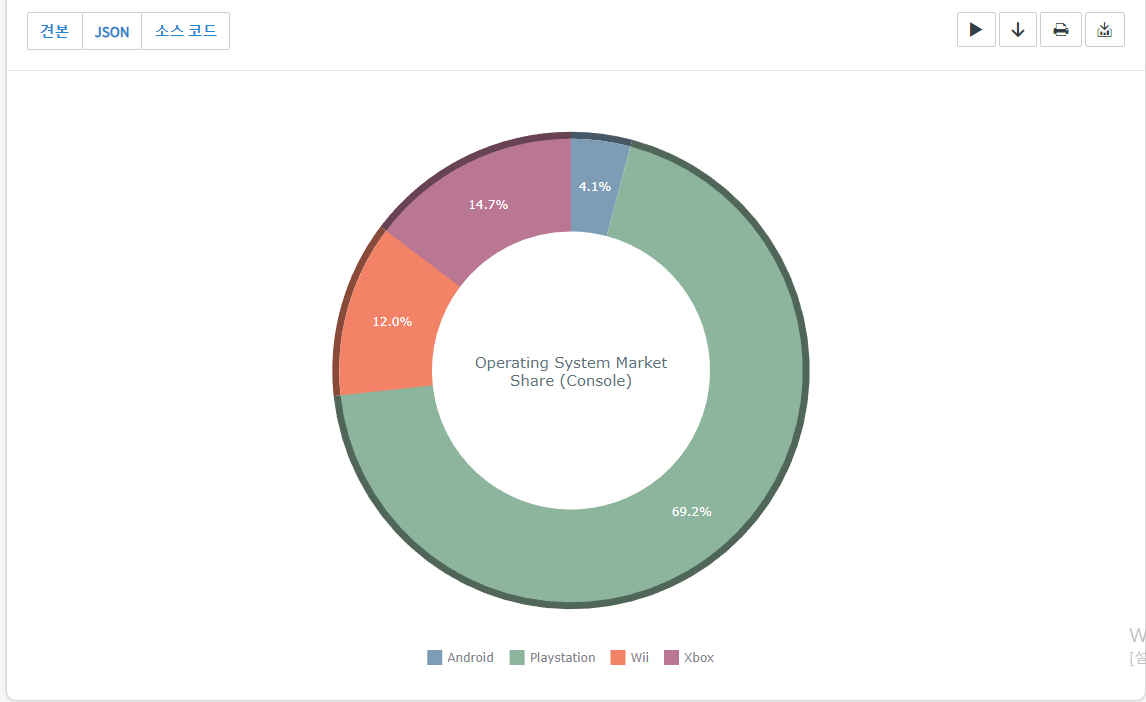 견본 JSON 소스 코드
4.1%
14.7%
12.0%
Operating System Market
Share (Console)
69.2%
Android Playstation Wii Xbox